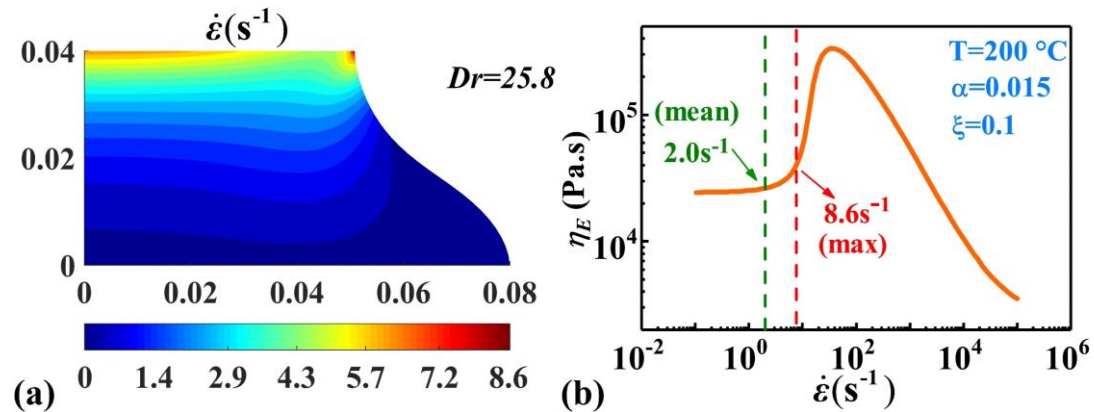 ε̇(s⁻¹)
0.04
0.02
0
Dr=25.8
0 0.02 0.04 0.06 0.08
0 1.4 2.9 4.3 5.7 7.2 8.6
(a)
η_E (Pa.s)
10⁵
10⁴
(mean)
2.0s⁻¹
8.6s⁻¹
(max)
T=200 °C
α=0.015
ξ=0.1
10⁻² 10⁰ 10² 10⁴ 10⁶
(b)
ε̇(s⁻¹)